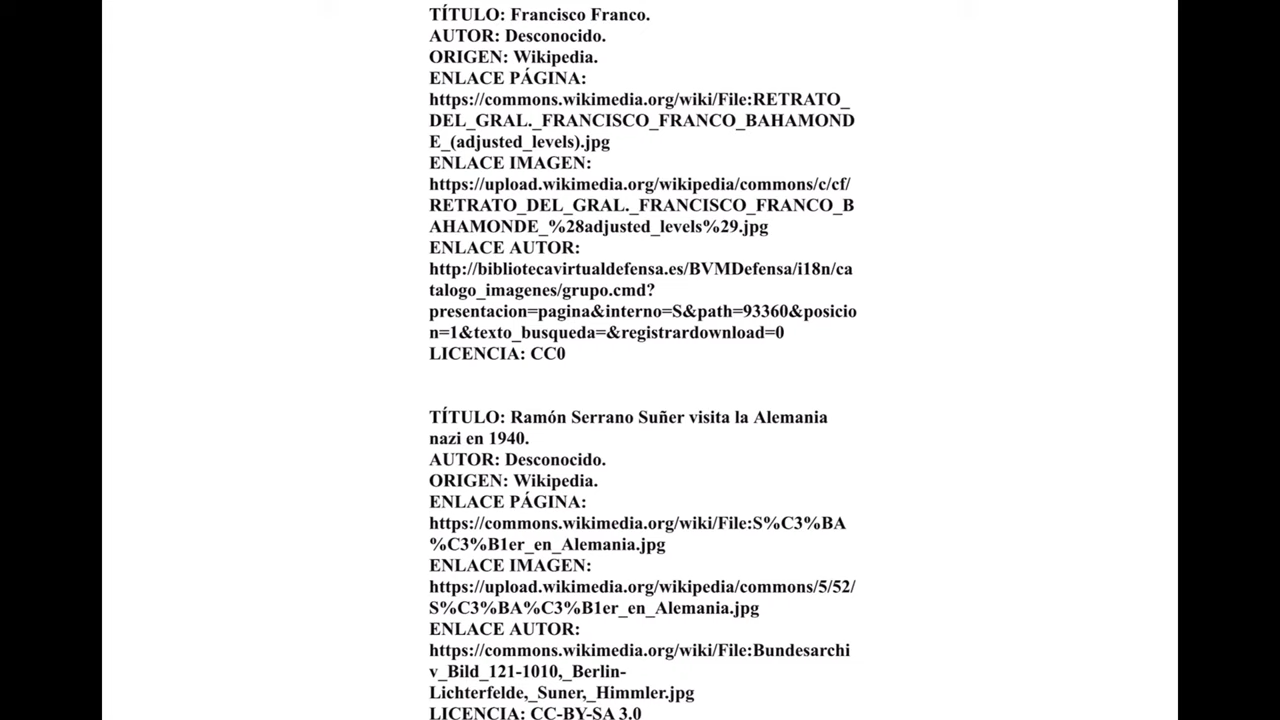 TÍTULO: Francisco Franco.
AUTOR: Desconocido.
ORIGEN: Wikipedia.
ENLACE PÁGINA:
https://commons.wikimedia.org/wiki/File:RETRATO_
DEL_GRAL._FRANCISCO_FRANCO_BAHAMOND
E_(adjusted_levels).jpg
ENLACE IMAGEN:
https://upload.wikimedia.org/wikipedia/commons/c/cf/
RETRATO_DEL_GRAL._FRANCISCO_FRANCO_B
AHAMONDE_%28adjusted_levels%29.jpg
ENLACE AUTOR:
http://bibliotecavirtualdefensa.es/BVMDefensa/i18n/ca
talogo_imagenes/grupo.cmd?
presentacion=pagina&interno=S&path=93360&posicio
n=1&texto_busqueda=&registrardownload=0
LICENCIA: CC0
TÍTULO: Ramón Serrano Suñer visita la Alemania
nazi en 1940.
AUTOR: Desconocido.
ORIGEN: Wikipedia.
ENLACE PÁGINA:
https://commons.wikimedia.org/wiki/File:S%C3%BA
%C3%B1er_en_Alemania.jpg
ENLACE IMAGEN:
https://upload.wikimedia.org/wikipedia/commons/5/52/
S%C3%BA%C3%B1er_en_Alemania.jpg
ENLACE AUTOR:
https://commons.wikimedia.org/wiki/File:Bundesarchi
v_Bild_121-1010,_Berlin-
Lichterfelde,_Suner,_Himmler.jpg
LICENCIA: CC-BY-SA 3.0